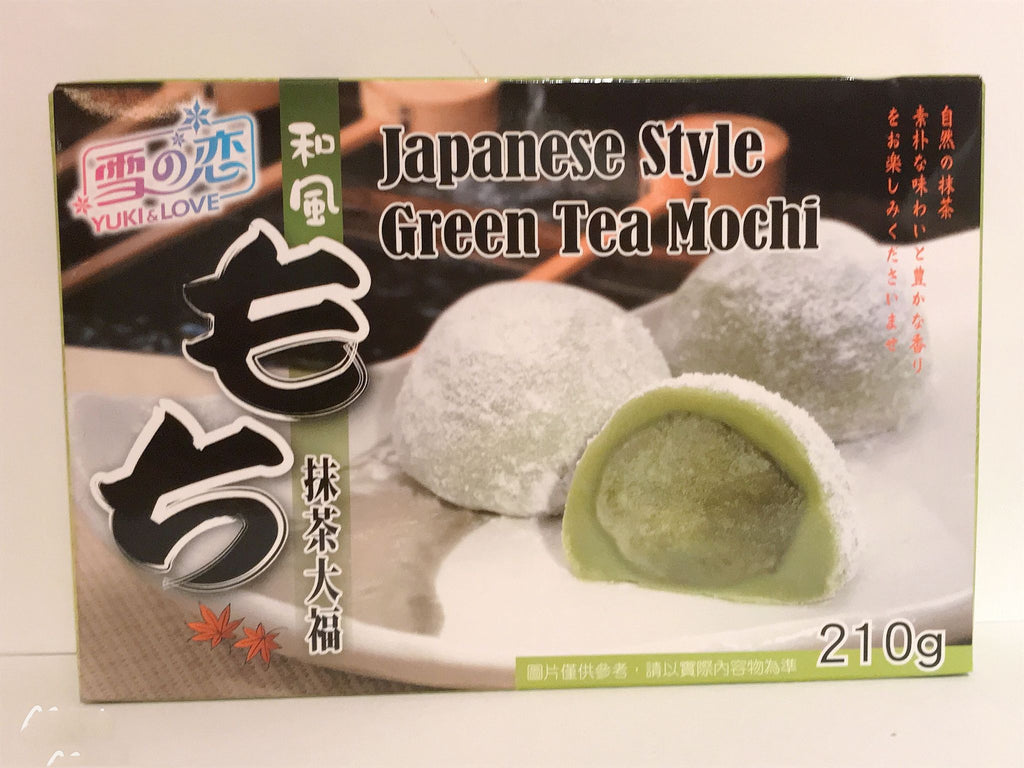 雪の恋
YUKI&LOVE
和風
もち
抹茶大福
Japanese Style
Green Tea Mochi
自然の抹茶
素朴な味わいと豊かな香り
をお楽しみくださいませ
210g
圖片僅供參考，請以實際內容物為準